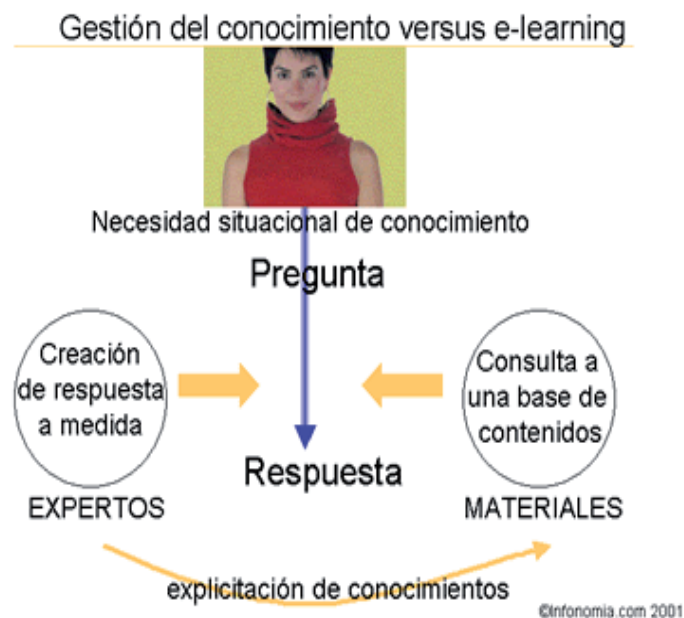 Gestión del conocimiento versus e-learning
Necesidad situacional de conocimiento
Pregunta
Creación
de respuesta
a medida
EXPERTOS
Consulta a
una base de
contenidos
MATERIALES
Respuesta
explicitación de conocimientos
©Infonomia.com 2001